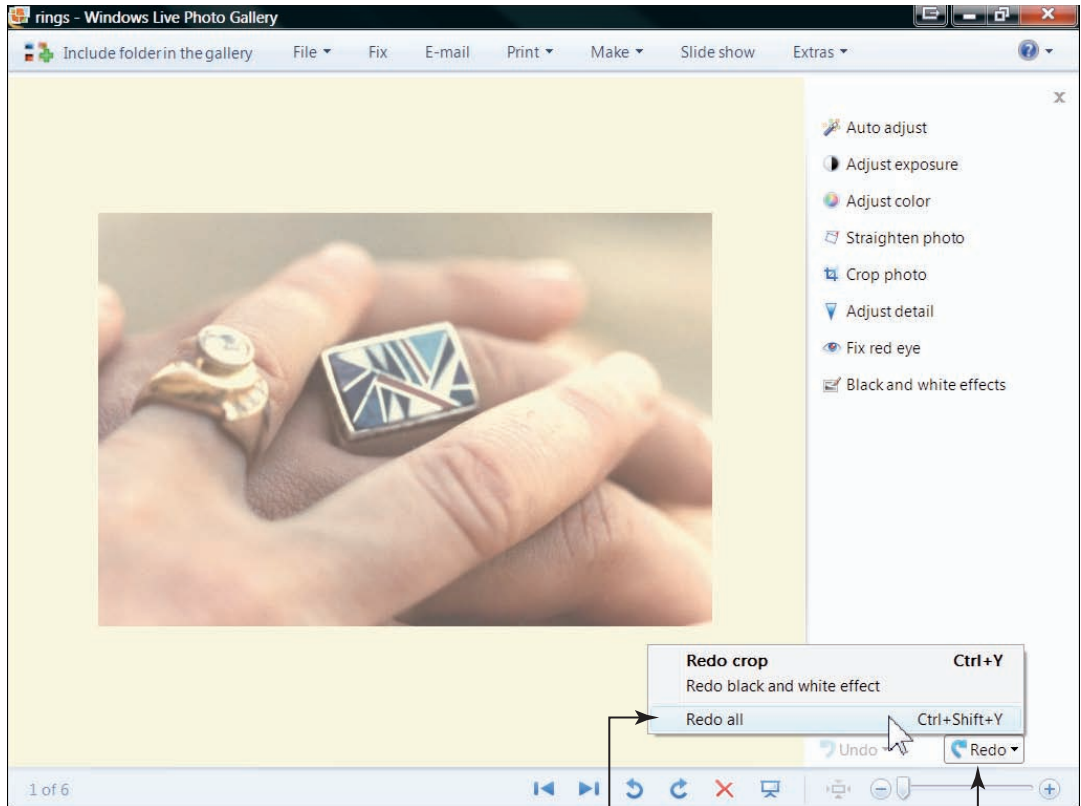 rings - Windows Live Photo Gallery
Include folder in the gallery File Fix E-mail Print Make Slide show Extras
Auto adjust
Adjust exposure
Adjust color
Straighten photo
Crop photo
Adjust detail
Fix red eye
Black and white effects
Redo crop Ctrl+Y
Redo black and white effect
Redo all Ctrl+Shift+Y
Undo Redo
1 of 6